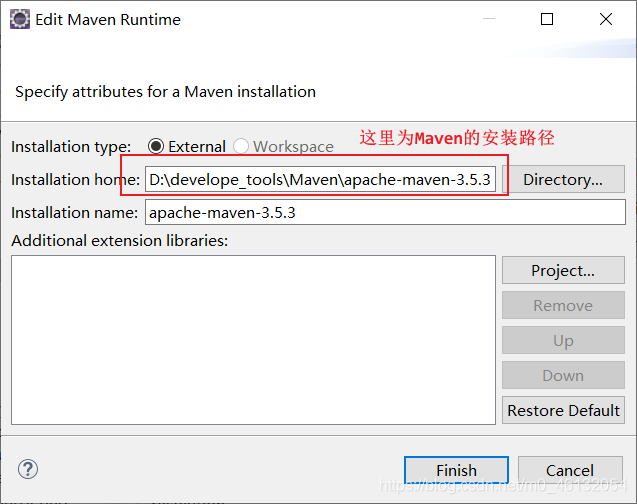 Edit Maven Runtime
Specify attributes for a Maven installation
Installation type: External Workspace
这里为Maven的安装路径
Installation home: D:\develope_tools\Maven\apache-maven-3.5.3 Directory...
Installation name: apache-maven-3.5.3
Additional extension libraries:
Project...
Remove
Up
Down
Restore Default
? Finish Cancel
https://blog.csdn.net/m0_46132054